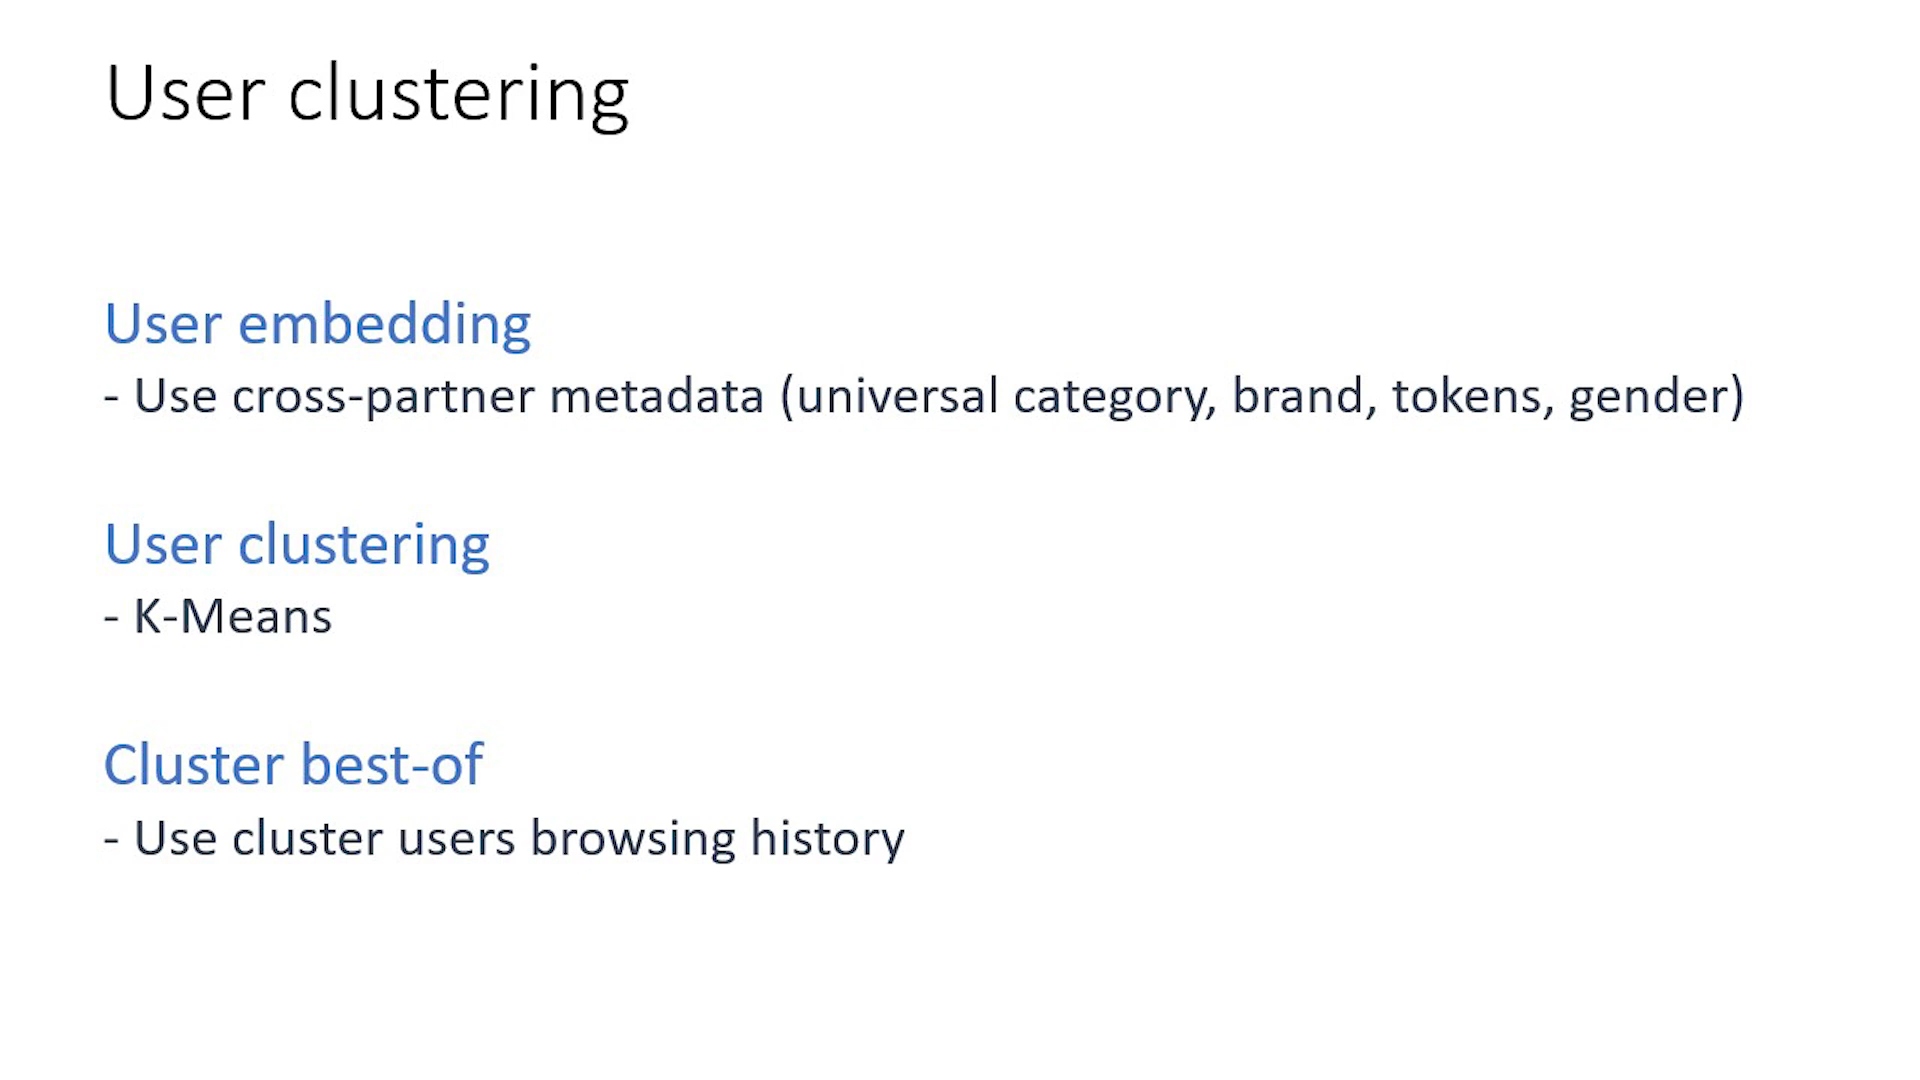 User clustering
User embedding
- Use cross-partner metadata (universal category, brand, tokens, gender)
User clustering
- K-Means
Cluster best-of
- Use cluster users browsing history